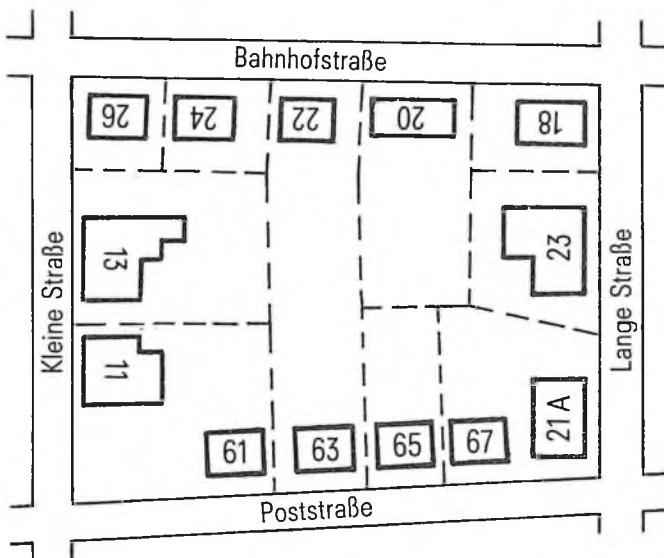 Bahnhofstraße
26
24
22
20
18
Kleine Straße
13
23
Lange Straße
11
21 A
61
63
65
67
Poststraße